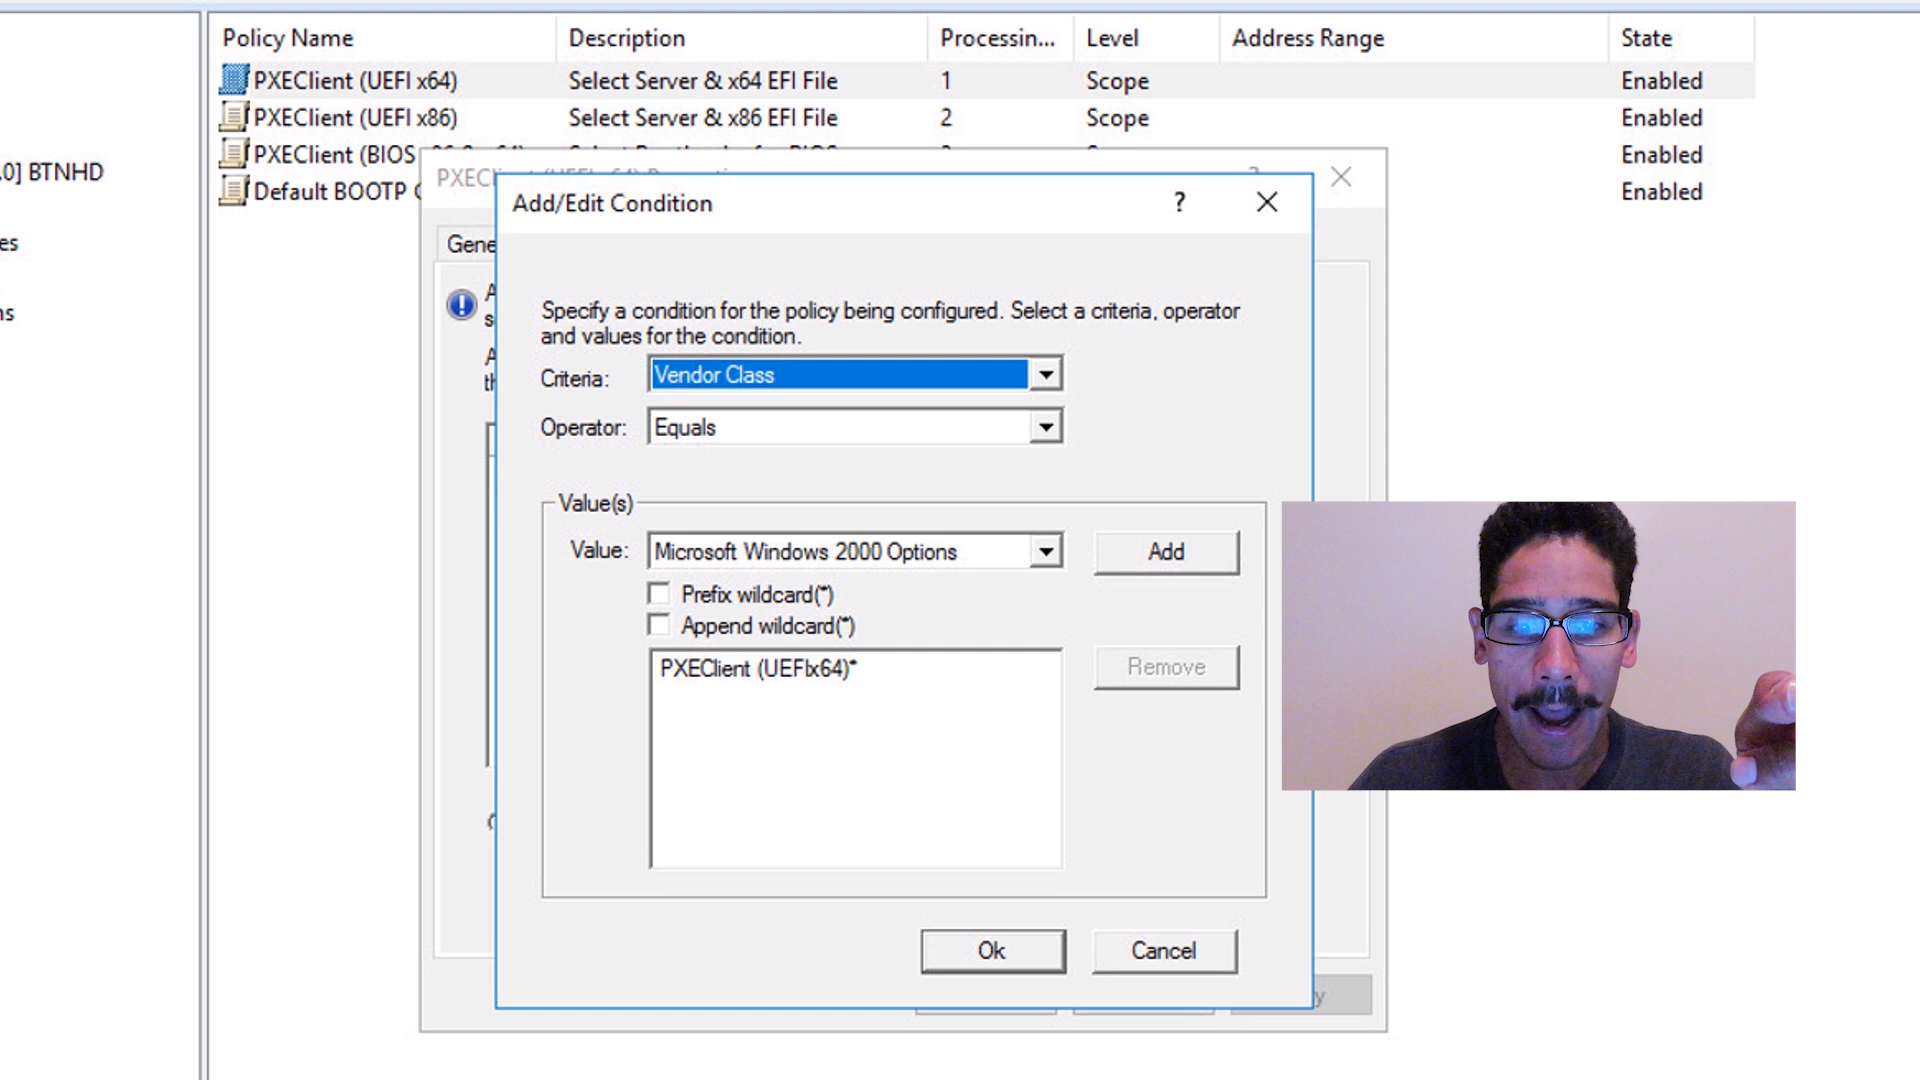 Policy Name Description Processin... Level Address Range State
PXEClient (UEFI x64) Select Server & x64 EFI File 1 Scope Enabled
PXEClient (UEFI x86) Select Server & x86 EFI File 2 Scope Enabled
PXEClient (BIOS Enabled
.0] BTNHD
Default BOOTP Enabled
PXECl
?
Add/Edit Condition ?
es
Gene
ns
Specify a condition for the policy being configured. Select a criteria, operator
and values for the condition.
Criteria: Vendor Class
Operator: Equals
Value(s)
Value: Microsoft Windows 2000 Options Add
Prefix wildcard(*)
Append wildcard(*)
PXEClient (UEFIx64)* Remove
Ok Cancel
y